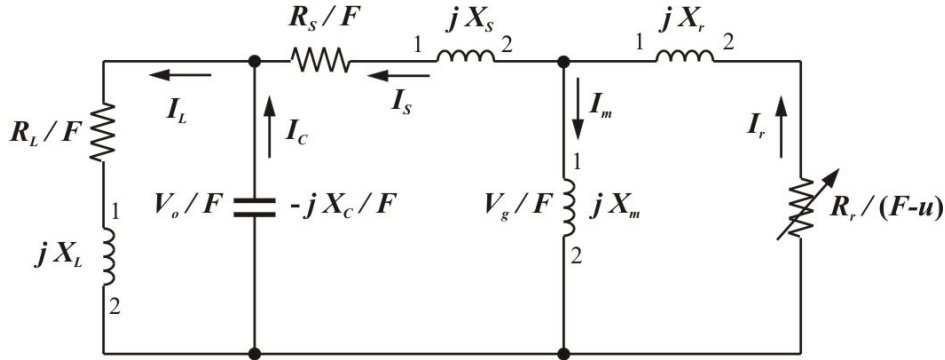 R_S / F
j X_S
j X_r
1
2
1
2
I_L
I_S
I_m
I_r
R_L / F
I_C
1
1
V_o / F
-j X_C / F
V_g / F
j X_m
R_r / (F-u)
j X_L
2
2